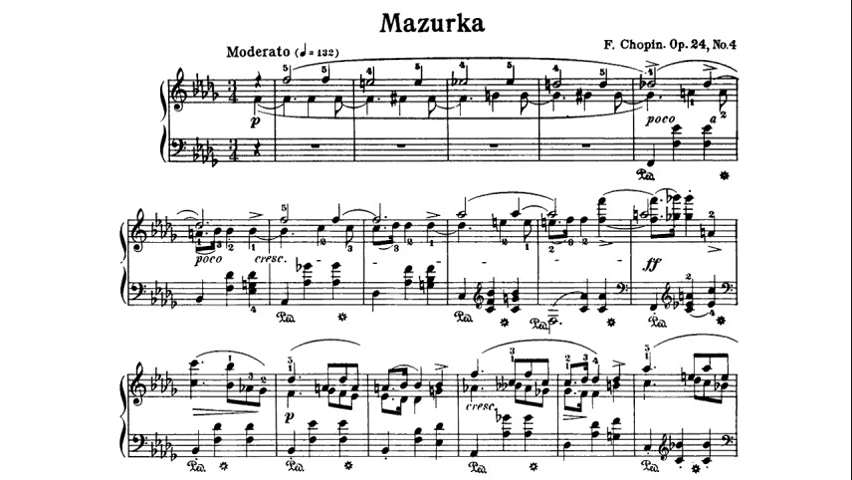 Mazurka
Moderato (♩= 132)
F. Chopin. Op. 24, No. 4
p
poco a
poco cresc.
ff
p
cresc.